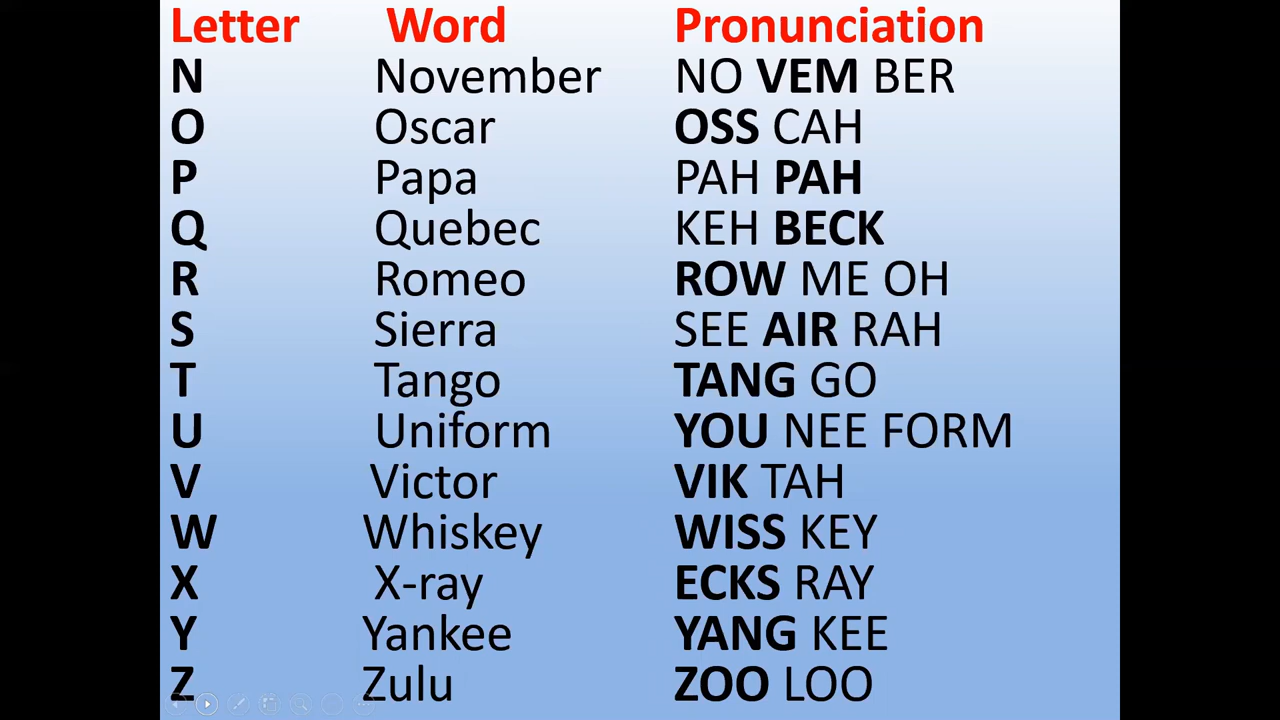 Letter Word Pronunciation
N November NO VEM BER
O Oscar OSS CAH
P Papa PAH PAH
Q Quebec KEH BECK
R Romeo ROW ME OH
S Sierra SEE AIR RAH
T Tango TANG GO
U Uniform YOU NEE FORM
V Victor VIK TAH
W Whiskey WISS KEY
X X-ray ECKS RAY
Y Yankee YANG KEE
Z Zulu ZOO LOO